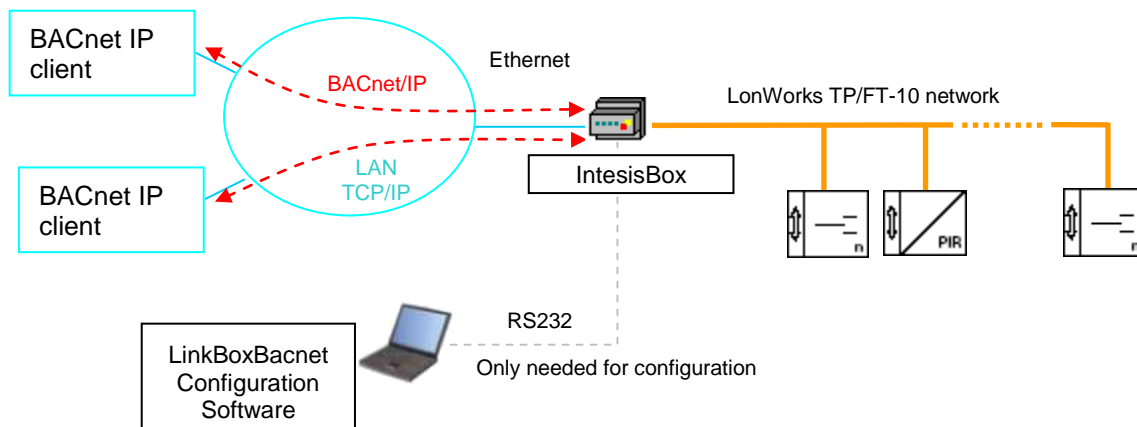 BACnet IP
client
Ethernet
BACnet/IP
LonWorks TP/FT-10 network
LAN
TCP/IP
IntesisBox
BACnet IP
client
n
PIR
n
RS232
Only needed for configuration
LinkBoxBacnet
Configuration
Software